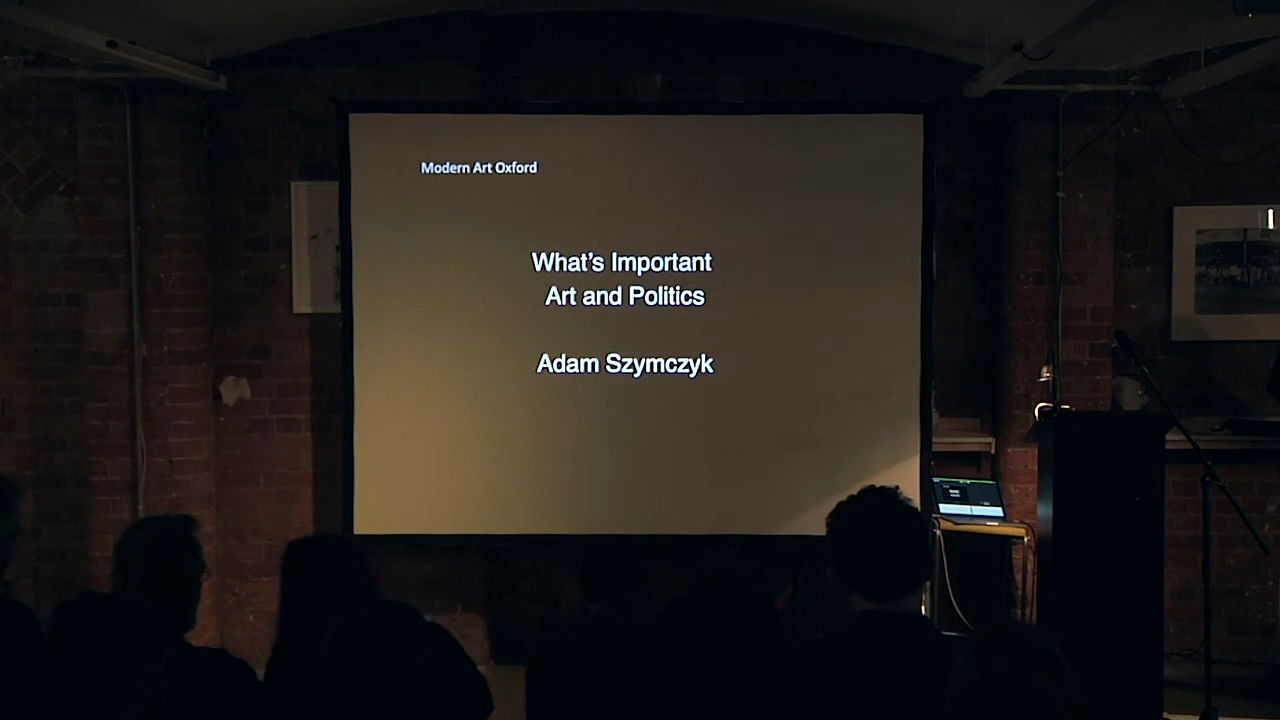 Modern Art Oxford
What's Important
Art and Politics
Adam Szymczyk